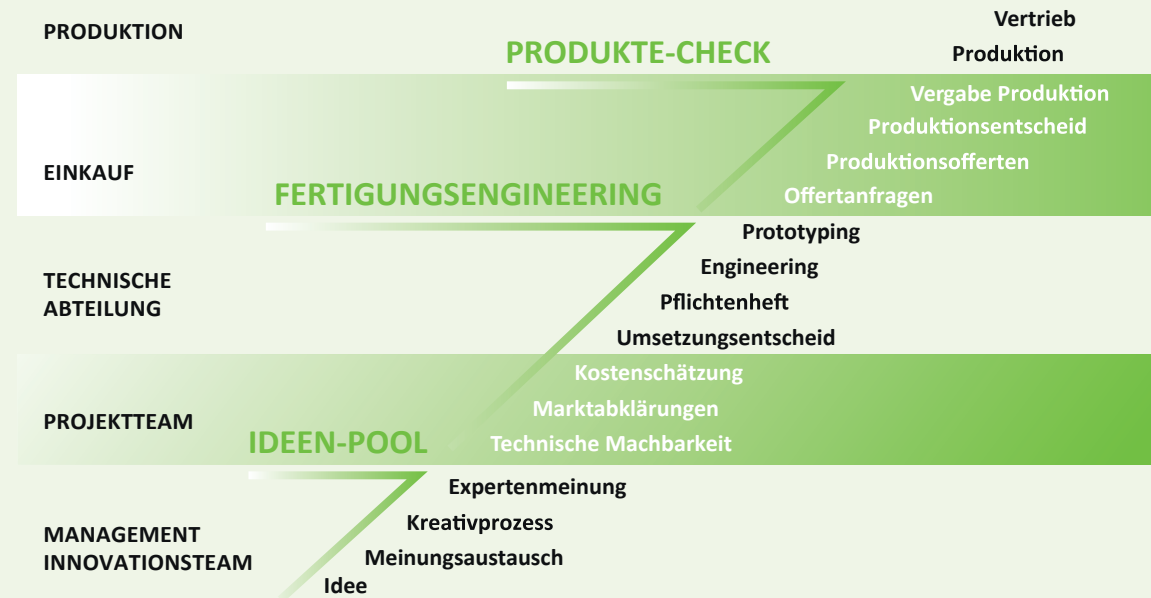 Vertrieb
PRODUKTION
Produktion
PRODUKTE-CHECK
Vergabe Produktion
Produktionsentscheid
Produktionsofferten
EINKAUF
Offertanfragen
FERTIGUNGSENGINEERING
Prototyping
Engineering
TECHNISCHE
ABTEILUNG
Pflichtenheft
Umsetzungsentscheid
Kostenschätzung
Marktabklärungen
PROJEKTTEAM
Technische Machbarkeit
IDEEN-POOL
Expertenmeinung
Kreativprozess
MANAGEMENT
INNOVATIONSTEAM
Meinungsaustausch
Idee